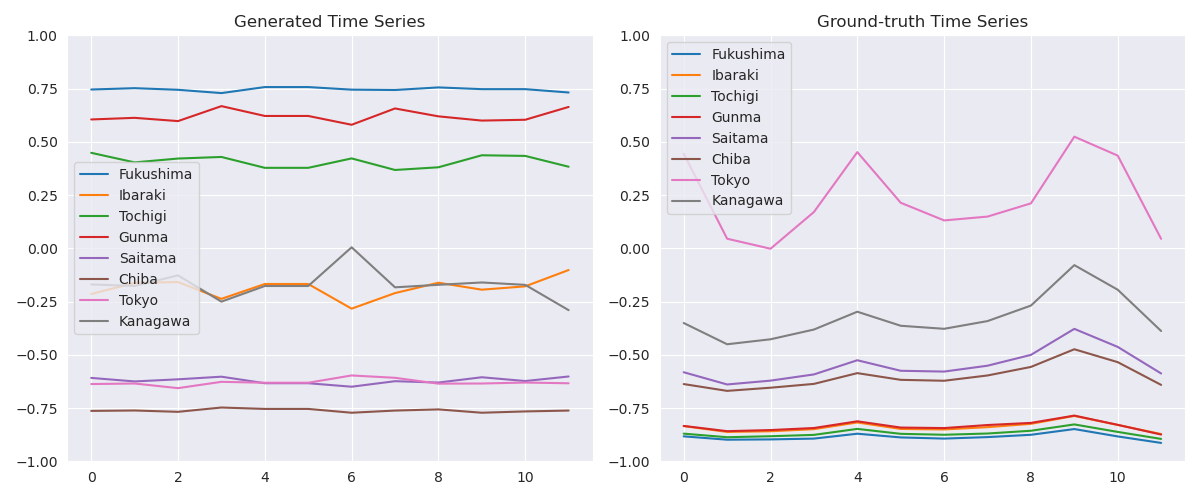 Generated Time Series
1.00
0.75
0.50
0.25
0.00
−0.25
−0.50
−0.75
−1.00
Fukushima
Ibaraki
Tochigi
Gunma
Saitama
Chiba
Tokyo
Kanagawa
0 2 4 6 8 10
Ground-truth Time Series
1.00
0.75
0.50
0.25
0.00
−0.25
−0.50
−0.75
−1.00
Fukushima
Ibaraki
Tochigi
Gunma
Saitama
Chiba
Tokyo
Kanagawa
0 2 4 6 8 10